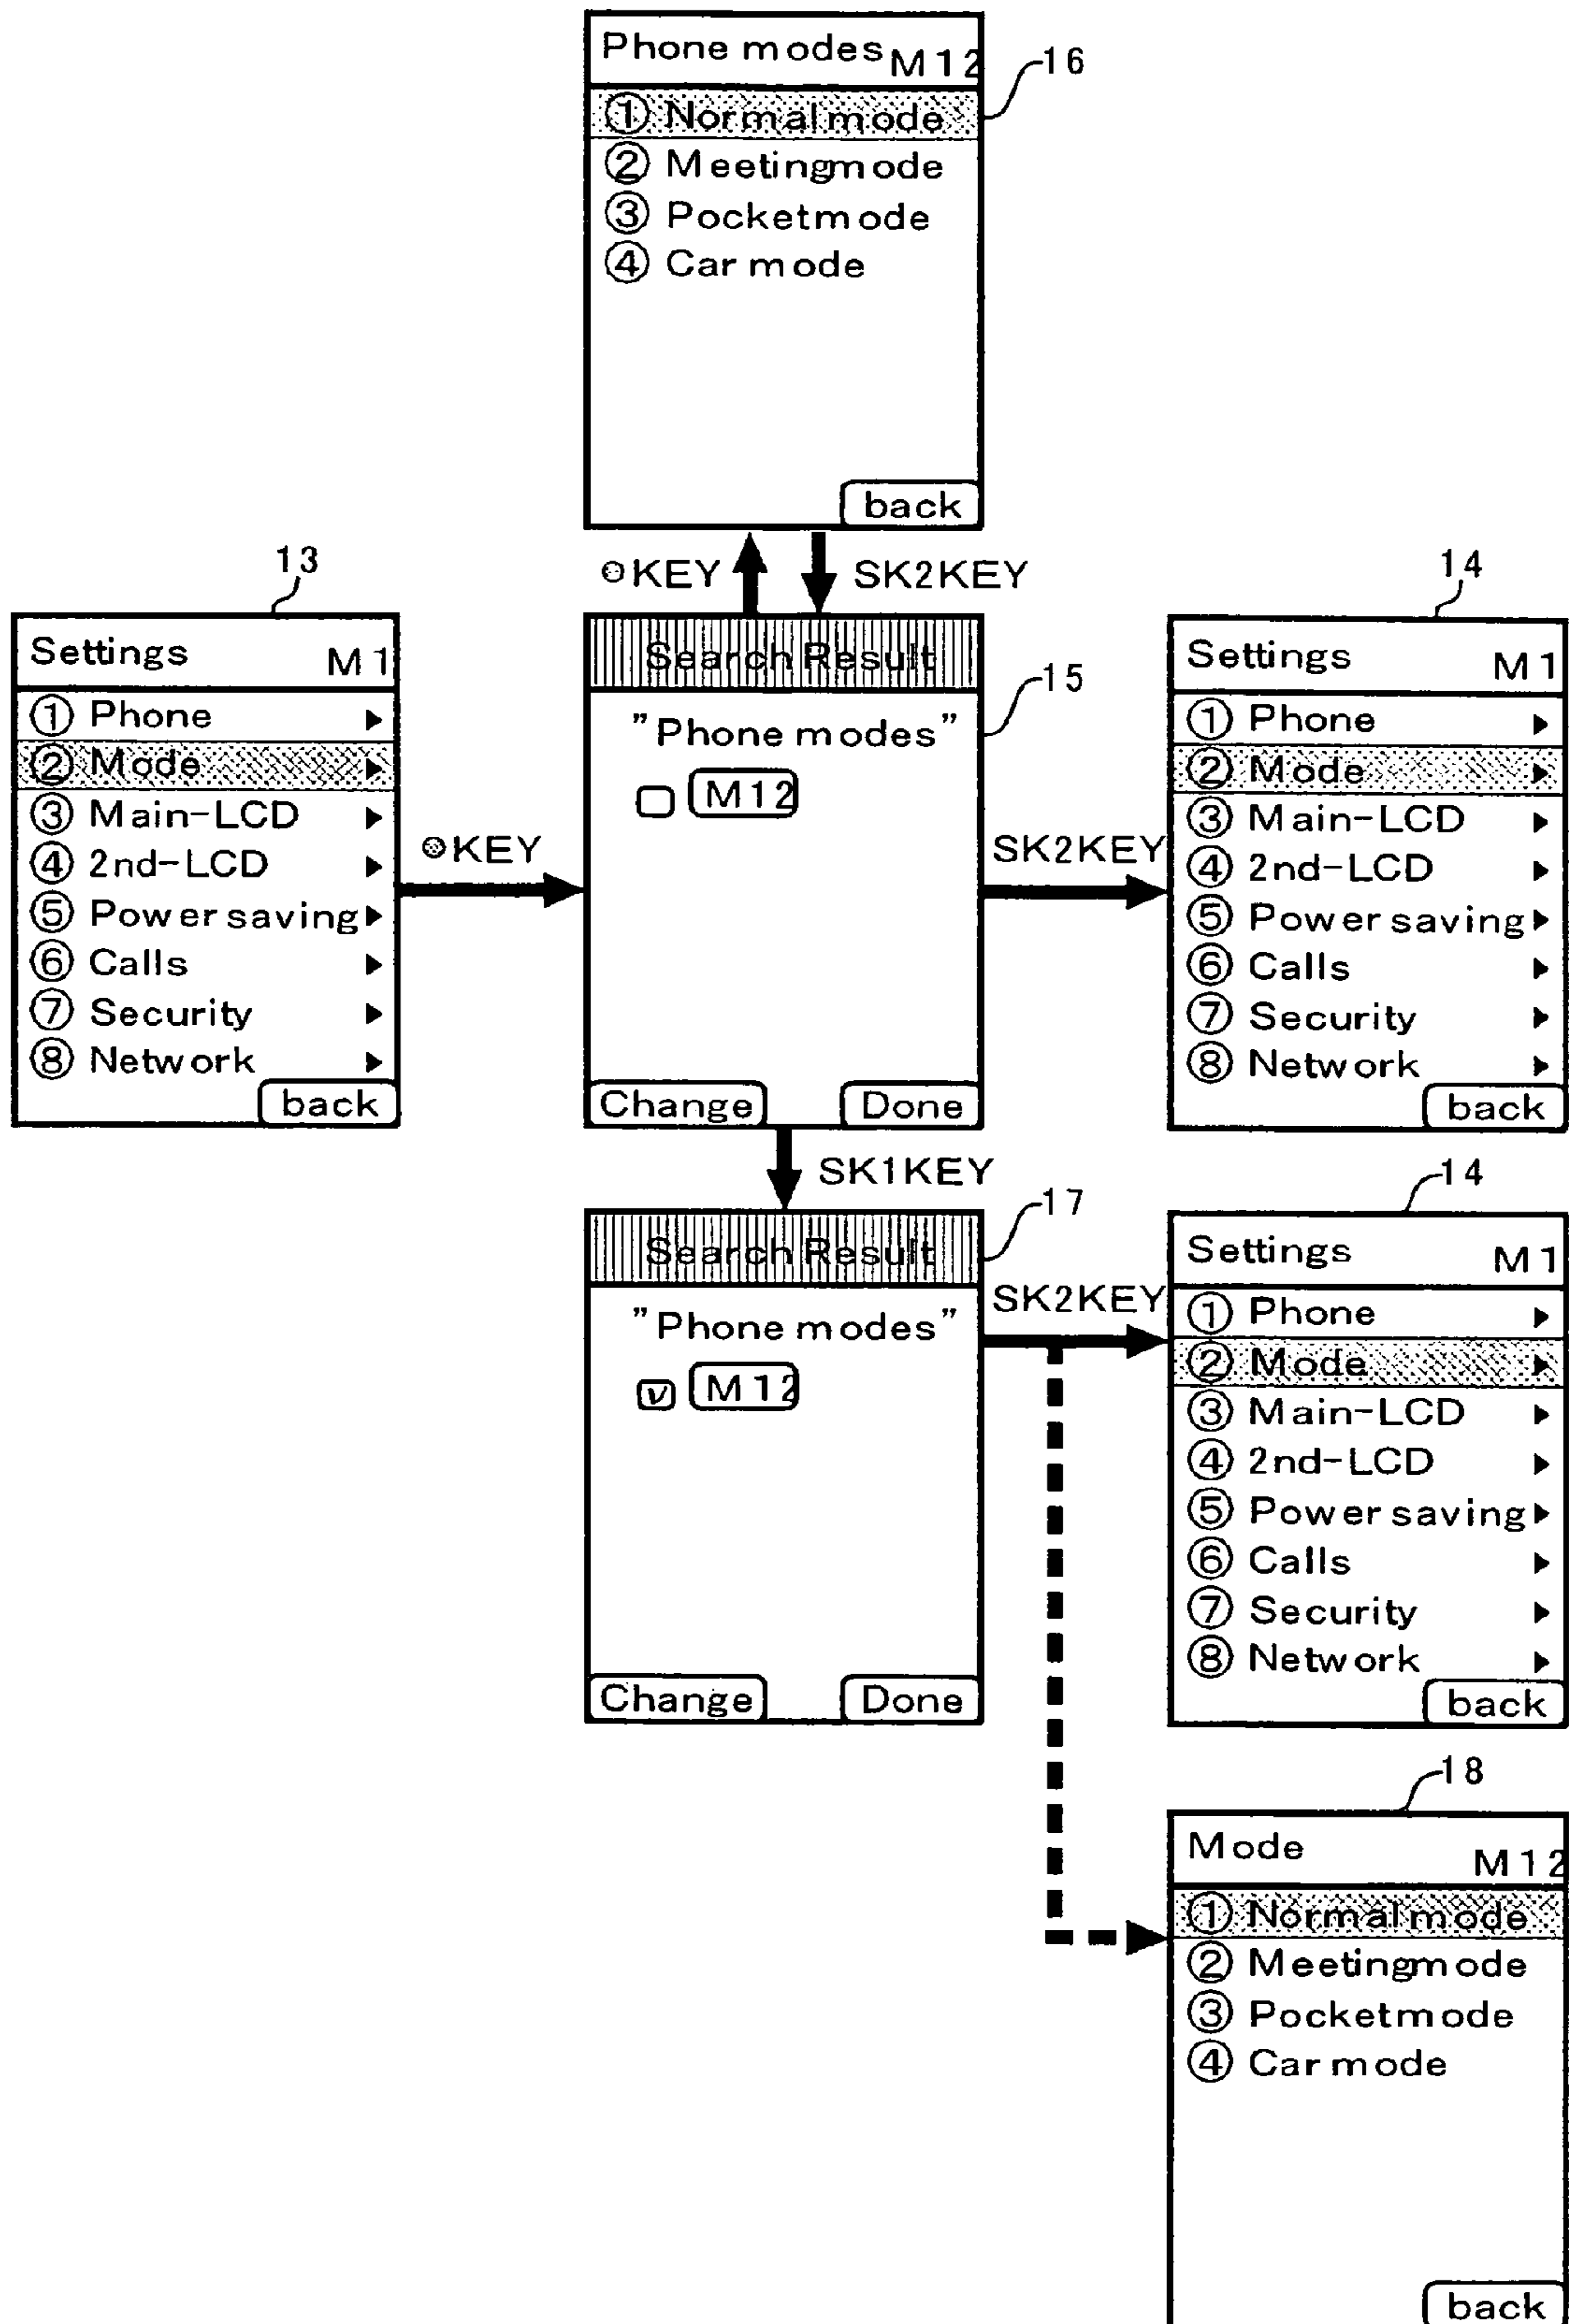 Phone modes M12
16
① Normal mode
② Meeting mode
③ Pocket mode
④ Car mode
back
◎KEY
SK2KEY
13
Settings M1
① Phone ▶
② Mode ▶
③ Main-LCD ▶
④ 2nd-LCD ▶
⑤ Power saving ▶
⑥ Calls ▶
⑦ Security ▶
⑧ Network ▶
back
◎KEY
Search Result
15
"Phone modes"
M12
Change
Done
SK2KEY
14
Settings M1
① Phone ▶
② Mode ▶
③ Main-LCD ▶
④ 2nd-LCD ▶
⑤ Power saving ▶
⑥ Calls ▶
⑦ Security ▶
⑧ Network ▶
back
SK1KEY
17
Search Result
"Phone modes"
M12
Change
Done
SK2KEY
14
Settings M1
① Phone ▶
② Mode ▶
③ Main-LCD ▶
④ 2nd-LCD ▶
⑤ Power saving ▶
⑥ Calls ▶
⑦ Security ▶
⑧ Network ▶
back
18
Mode M12
① Normal mode
② Meeting mode
③ Pocket mode
④ Car mode
back